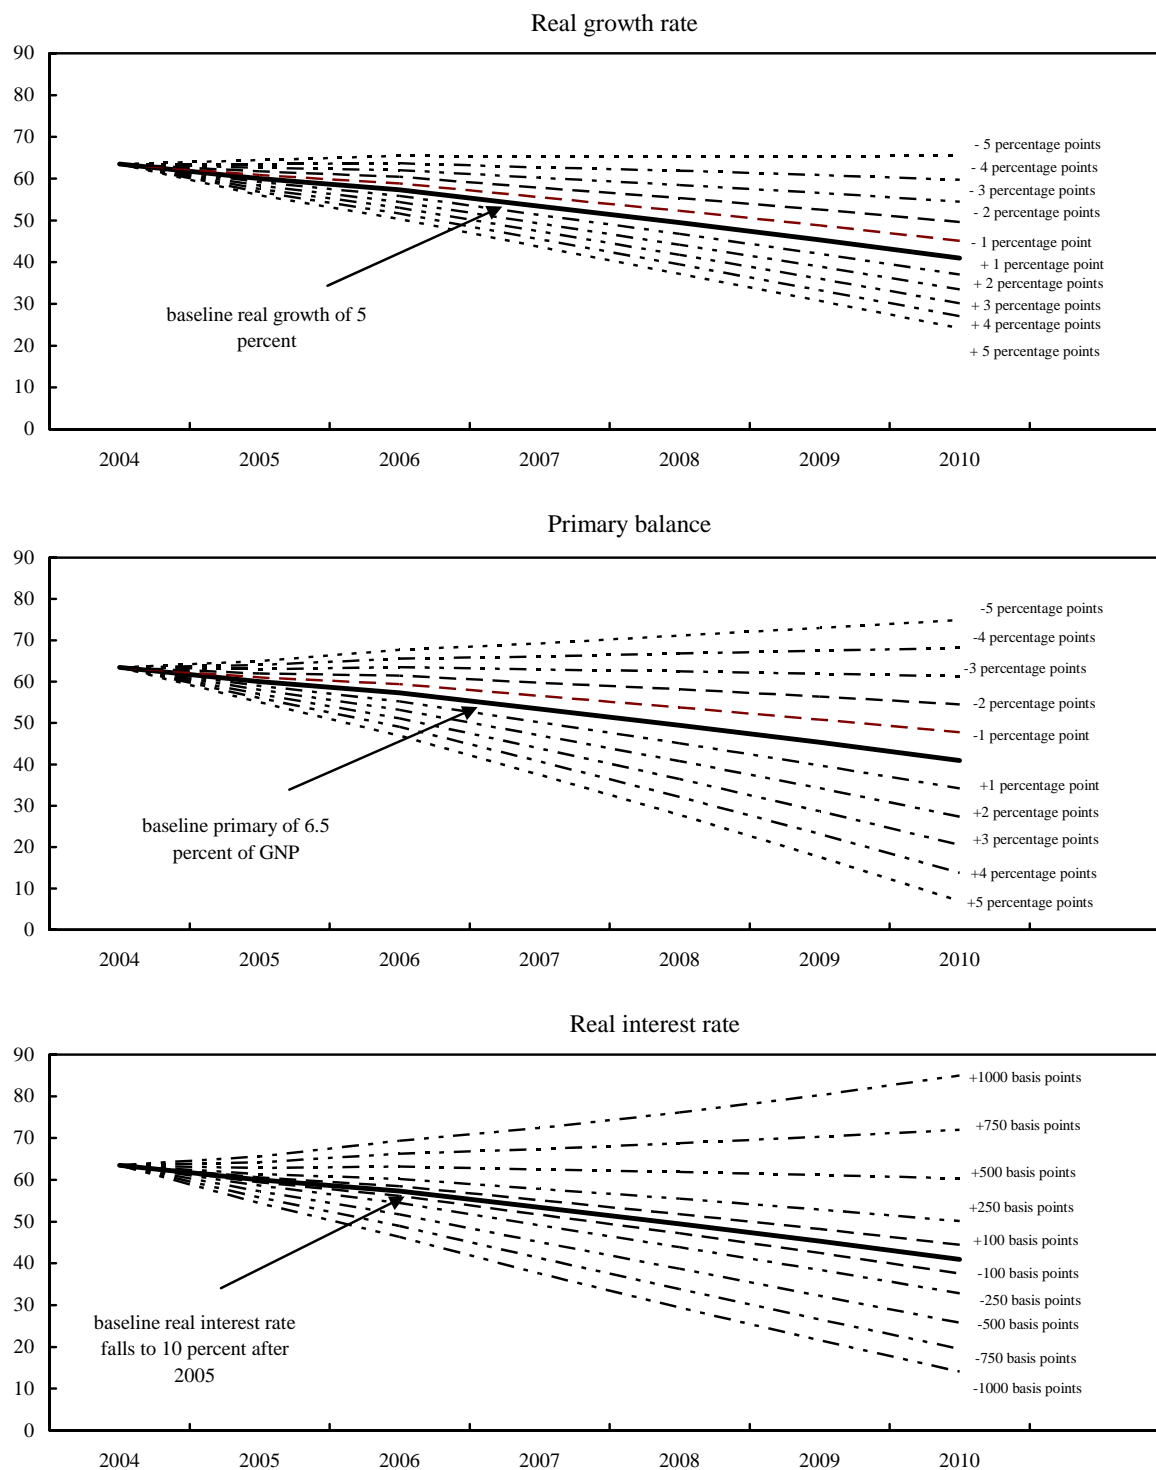 Real growth rate
90
80
70
60
50
40
30
20
10
0
- 5 percentage points
- 4 percentage points
- 3 percentage points
- 2 percentage points
- 1 percentage point
+ 1 percentage point
+ 2 percentage points
+ 3 percentage points
+ 4 percentage points
+ 5 percentage points
baseline real growth of 5
percent
2004 2005 2006 2007 2008 2009 2010
Primary balance
90
80
70
60
50
40
30
20
10
0
-5 percentage points
-4 percentage points
-3 percentage points
-2 percentage points
-1 percentage point
+1 percentage point
+2 percentage points
+3 percentage points
+4 percentage points
+5 percentage points
baseline primary of 6.5
percent of GNP
2004 2005 2006 2007 2008 2009 2010
Real interest rate
90
80
70
60
50
40
30
20
10
0
+1000 basis points
+750 basis points
+500 basis points
+250 basis points
+100 basis points
-100 basis points
-250 basis points
-500 basis points
-750 basis points
-1000 basis points
baseline real interest rate
falls to 10 percent after
2005
2004 2005 2006 2007 2008 2009 2010